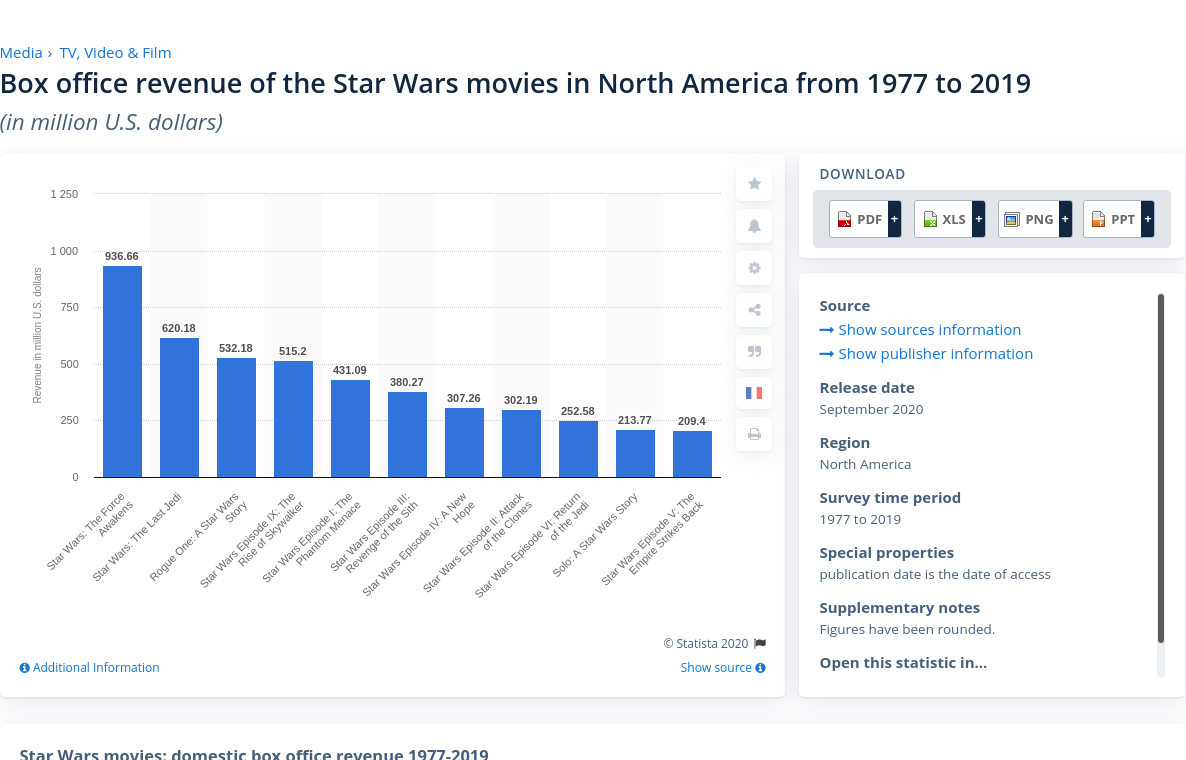 Media › TV, Video & Film
Box office revenue of the Star Wars movies in North America from 1977 to 2019
(in million U.S. dollars)
Revenue in million U.S. dollars
1 250
1 000
750
500
250
0
936.66
620.18
532.18
515.2
431.09
380.27
307.26
302.19
252.58
213.77
209.4
Star Wars: The Force
Awakens
Star Wars: The Last Jedi
Rogue One: A Star Wars
Story
Star Wars Episode IX: The
Rise of Skywalker
Star Wars Episode I: The
Phantom Menace
Star Wars Episode III:
Revenge of the Sith
Star Wars Episode IV: A New
Hope
Star Wars Episode II: Attack
of the Clones
Star Wars Episode VI: Return
of the Jedi
Solo: A Star Wars Story
Star Wars Episode V: The
Empire Strikes Back
© Statista 2020
Additional Information
Show source
DOWNLOAD
PDF + XLS + PNG + PPT +
Source
Show sources information
Show publisher information
Release date
September 2020
Region
North America
Survey time period
1977 to 2019
Special properties
publication date is the date of access
Supplementary notes
Figures have been rounded.
Open this statistic in...
Star Wars movies: domestic box office revenue 1977-2019